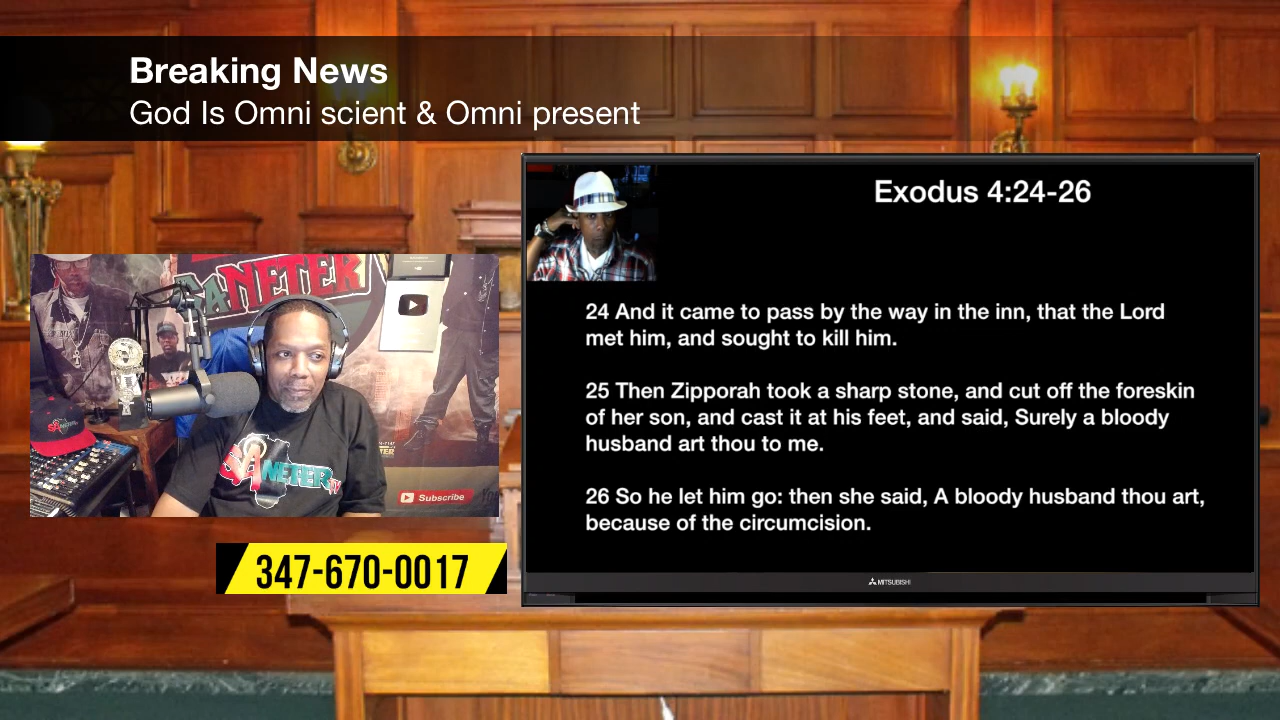 Breaking News
God Is Omni scient & Omni present
Exodus 4:24-26
24 And it came to pass by the way in the inn, that the Lord
met him, and sought to kill him.
25 Then Zipporah took a sharp stone, and cut off the foreskin
of her son, and cast it at his feet, and said, Surely a bloody
husband art thou to me.
26 So he let him go: then she said, A bloody husband thou art,
because of the circumcision.
MITSUBISHI
SANETER
SANETER TV
Subscribe
347-670-0017